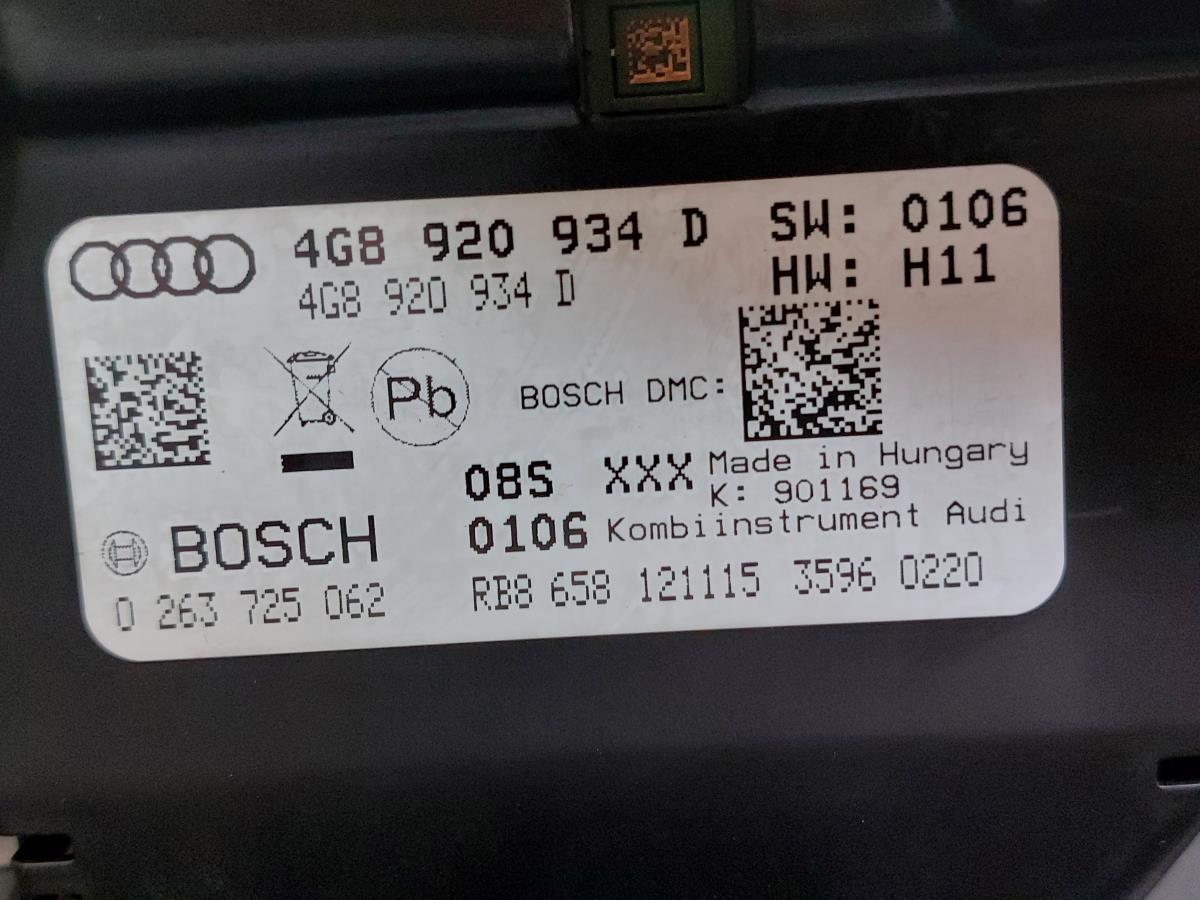 4G8 920 934 D SW: 0106
4G8 920 934 D HW: H11
Pb BOSCH DMC:
08S XXX Made in Hungary
K: 901169
BOSCH 0106 Kombiinstrument Audi
0 263 725 062 RB8 658 121115 3596 0220